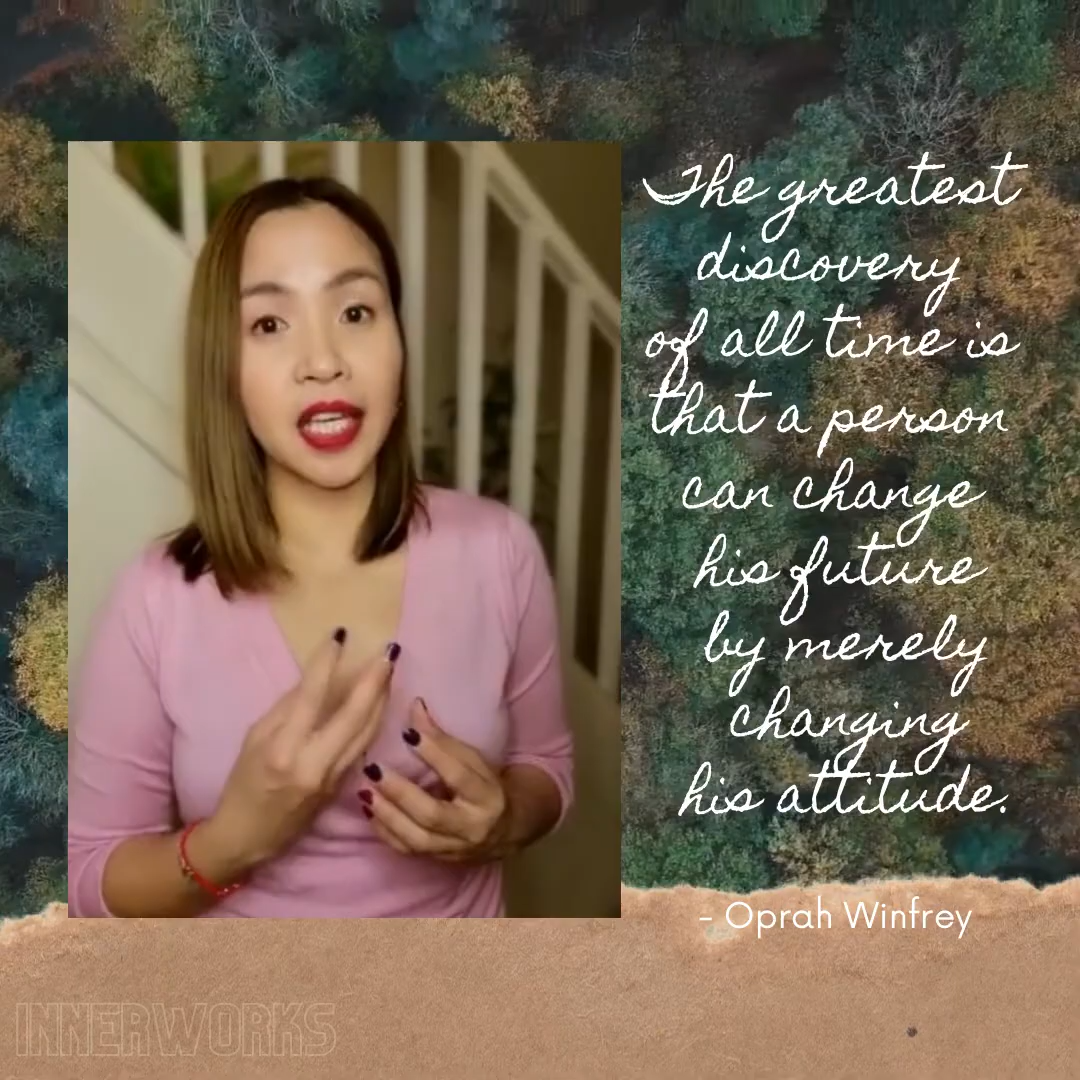 The greatest
discovery
of all time is
that a person
can change
his future
by merely
changing
his attitude.
- Oprah Winfrey
INNERWORKS